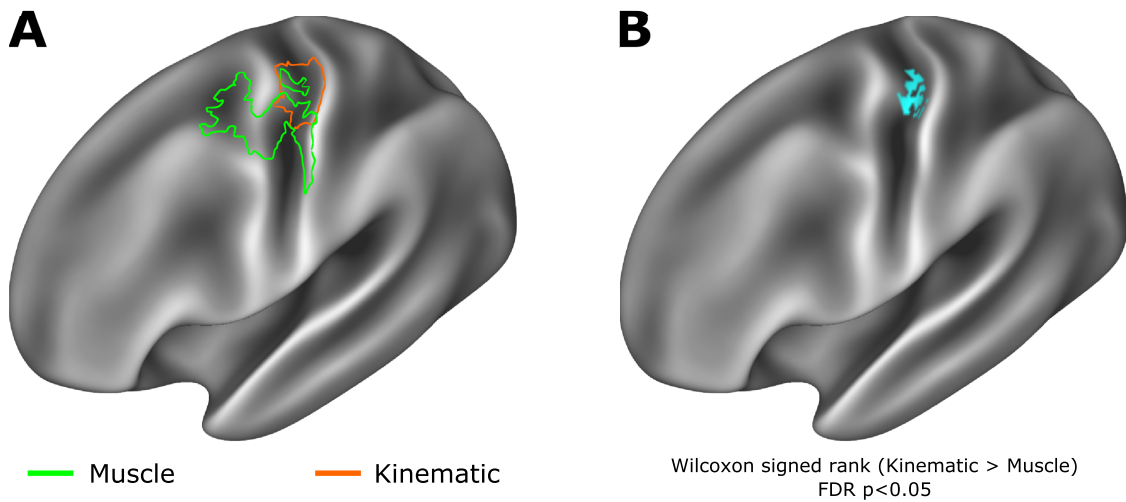 A
B
Muscle
Kinematic
Wilcoxon signed rank (Kinematic > Muscle)
FDR p<0.05